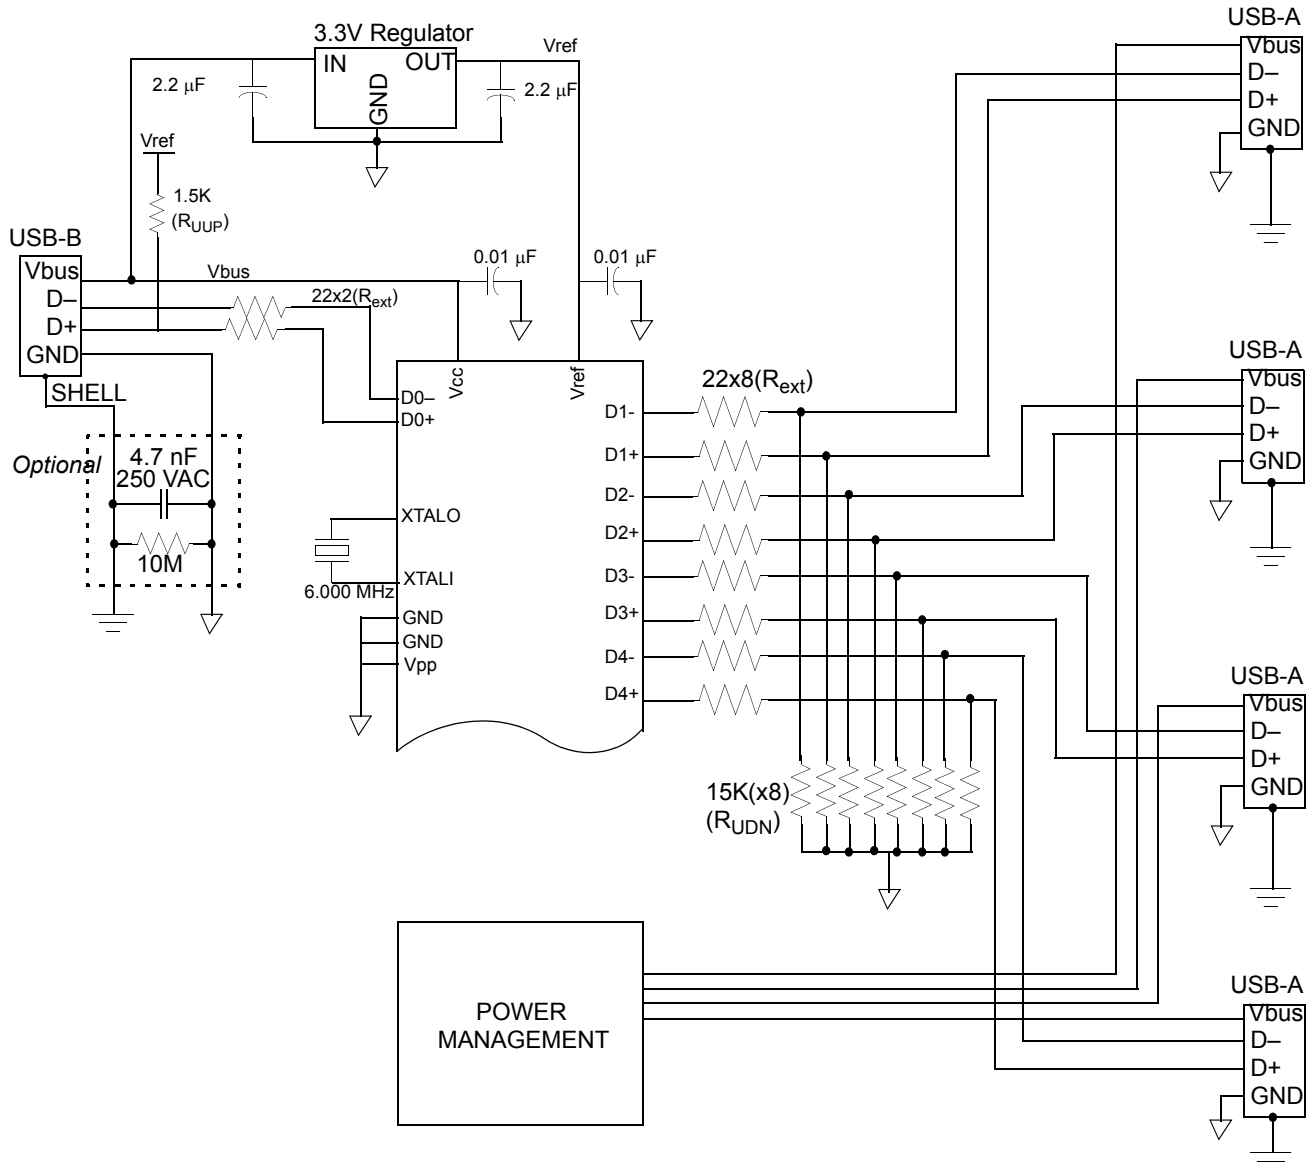 USB-A
3.3V Regulator
Vref
IN
OUT
GND
2.2 μF
2.2 μF
Vbus
D–
D+
GND
Vref
1.5K
(RUUP)
USB-B
Vbus
D–
D+
GND
SHELL
Vbus
22x2(Rext)
0.01 μF
0.01 μF
Optional
4.7 nF
250 VAC
10M
Vcc
Vref
D0–
D0+
XTALO
XTALI
6.000 MHz
GND
GND
Vpp
D1-
D1+
D2-
D2+
D3-
D3+
D4-
D4+
22x8(Rext)
15K(x8)
(RUDN)
USB-A
Vbus
D–
D+
GND
USB-A
Vbus
D–
D+
GND
USB-A
Vbus
D–
D+
GND
POWER
MANAGEMENT